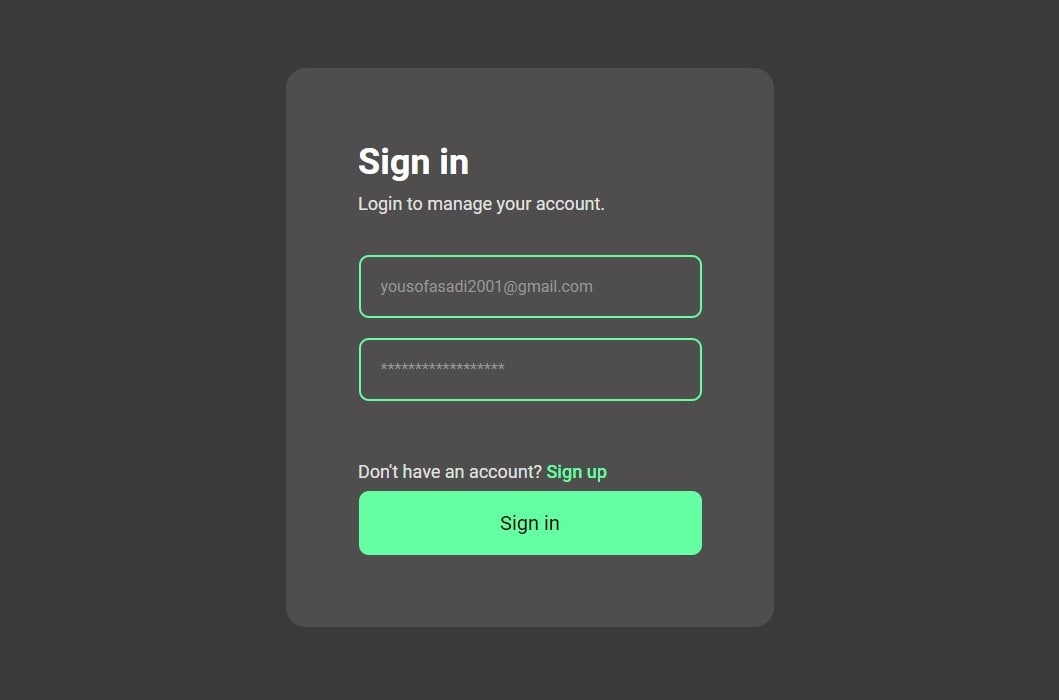 Sign in
Login to manage your account.
yousofasadi2001@gmail.com
******************
Don't have an account? Sign up
Sign in